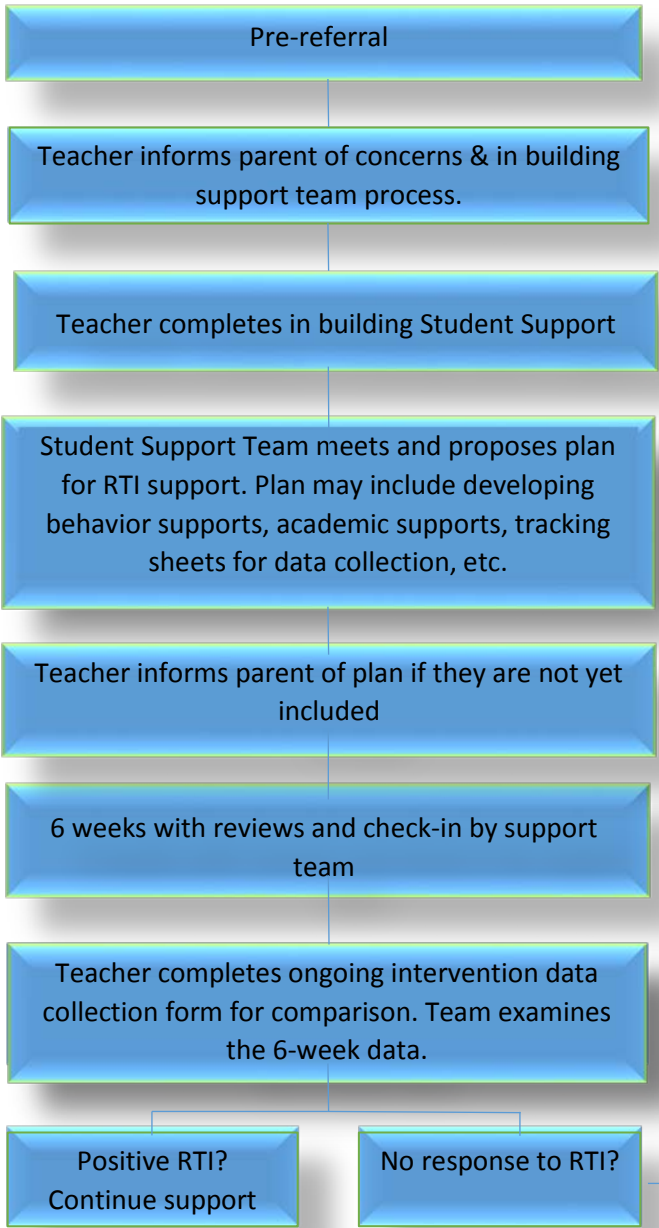 Pre-referral
Teacher informs parent of concerns & in building
support team process.
Teacher completes in building Student Support
Student Support Team meets and proposes plan
for RTI support. Plan may include developing
behavior supports, academic supports, tracking
sheets for data collection, etc.
Teacher informs parent of plan if they are not yet
included
6 weeks with reviews and check-in by support
team
Teacher completes ongoing intervention data
collection form for comparison. Team examines
the 6-week data.
Positive RTI?
Continue support
No response to RTI?